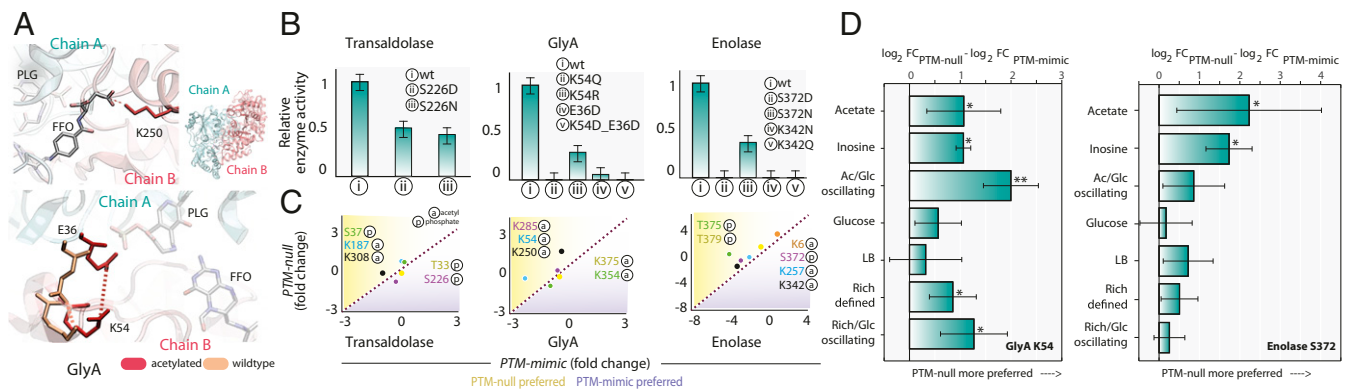 A
Chain A
PLG
FFO
K250
Chain B
Chain A
Chain B
Chain A
PLG
E36
FFO
K54
Chain B
GlyA
acetylated
wildtype
B
Relative
enzyme activity
Transaldolase
1
0.5
0
i wt
ii S226D
iii S226N
i
ii
iii
GlyA
1
0.5
0
i wt
ii K54Q
iii K54R
iv E36D
v K54D_E36D
i
ii
iii
iv
v
Enolase
1
0.5
0
i wt
ii S372D
iii S372N
iv K342N
v K342Q
i
ii
iii
iv
v
C
PTM-null
(fold change)
a acetyl
p phosphate
3
0
-3
S37 p
K187 a
K308 a
T33 p
S226 p
-3
0
3
Transaldolase
3
0
-3
K285 a
K54 a
K250 a
K375 a
K354 a
-3
0
3
GlyA
4
0
-4
-8
T375 p
T379 p
K6 a
S372 p
K257 a
K342 a
-8
-4
0
4
Enolase
PTM-mimic (fold change)
PTM-null preferred
PTM-mimic preferred
D
log2 FCPTM-null- log2 FC PTM-mimic
0
1
2
3
Acetate
*
Inosine
*
Ac/Glc
oscillating
**
Glucose
LB
Rich
defined
*
Rich/Glc
oscillating
*
GlyA K54
PTM-null more preferred ---->
log2 FCPTM-null- log2 FC PTM-mimic
0
1
2
3
4
Acetate
*
Inosine
*
Ac/Glc
oscillating
Glucose
LB
Rich
defined
Rich/Glc
oscillating
Enolase S372
PTM-null more preferred ---->